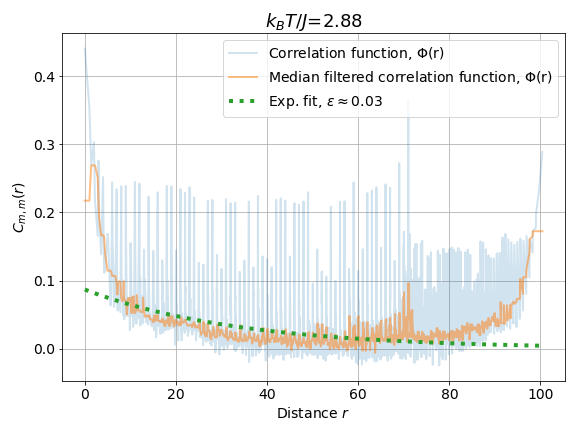 k_BT/J=2.88
Correlation function, Φ(r)
Median filtered correlation function, Φ(r)
Exp. fit, ε ≈ 0.03
C_{m,m}(r)
0.4
0.3
0.2
0.1
0.0
0 20 40 60 80 100
Distance r